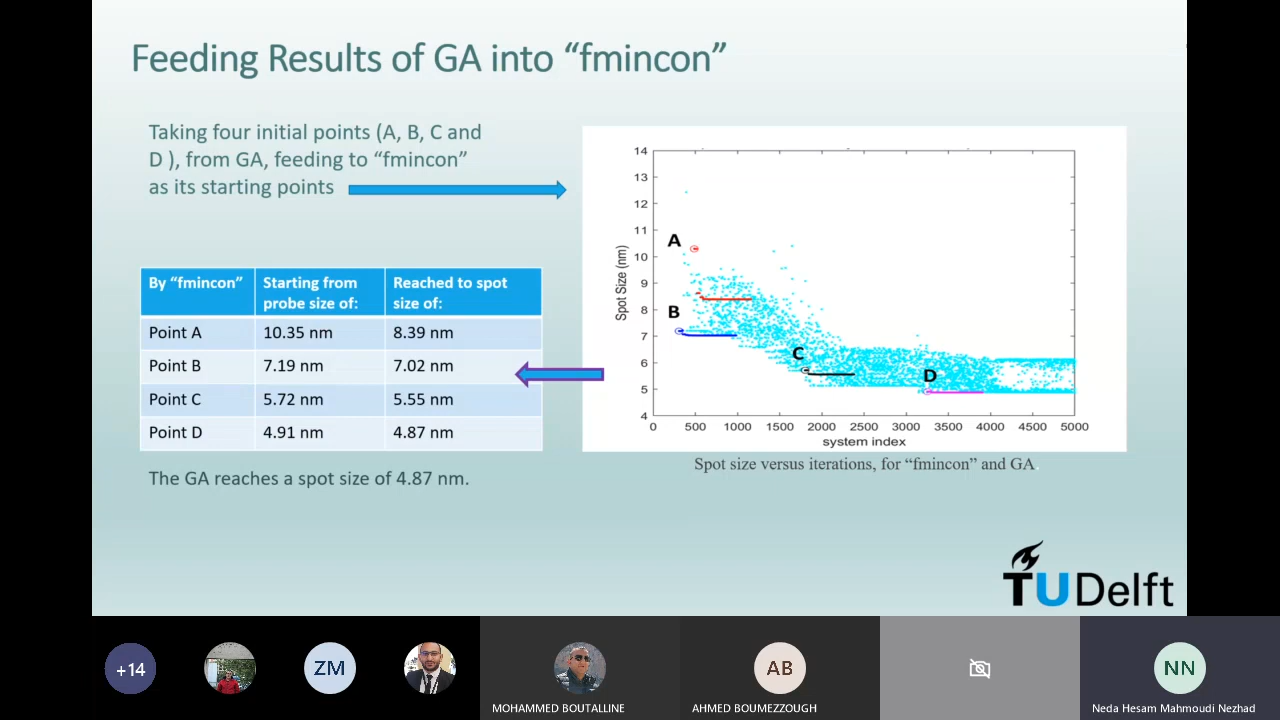 Feeding Results of GA into “fmincon”
Taking four initial points (A, B, C and
D ), from GA, feeding to “fmincon”
as its starting points
By “fmincon”
Starting from
probe size of:
Reached to spot
size of:
Point A
10.35 nm
8.39 nm
Point B
7.19 nm
7.02 nm
Point C
5.72 nm
5.55 nm
Point D
4.91 nm
4.87 nm
The GA reaches a spot size of 4.87 nm.
14
13
12
11
10
9
8
7
6
5
4
Spot Size (nm)
A
B
C
D
0
500
1000
1500
2000
2500
3000
3500
4000
4500
5000
system index
Spot size versus iterations, for “fmincon” and GA.
TUDelft
+14
ZM
MOHAMMED BOUTALLINE
AB
AHMED BOUMEZZOUGH
NN
Neda Hesam Mahmoudi Nezhad